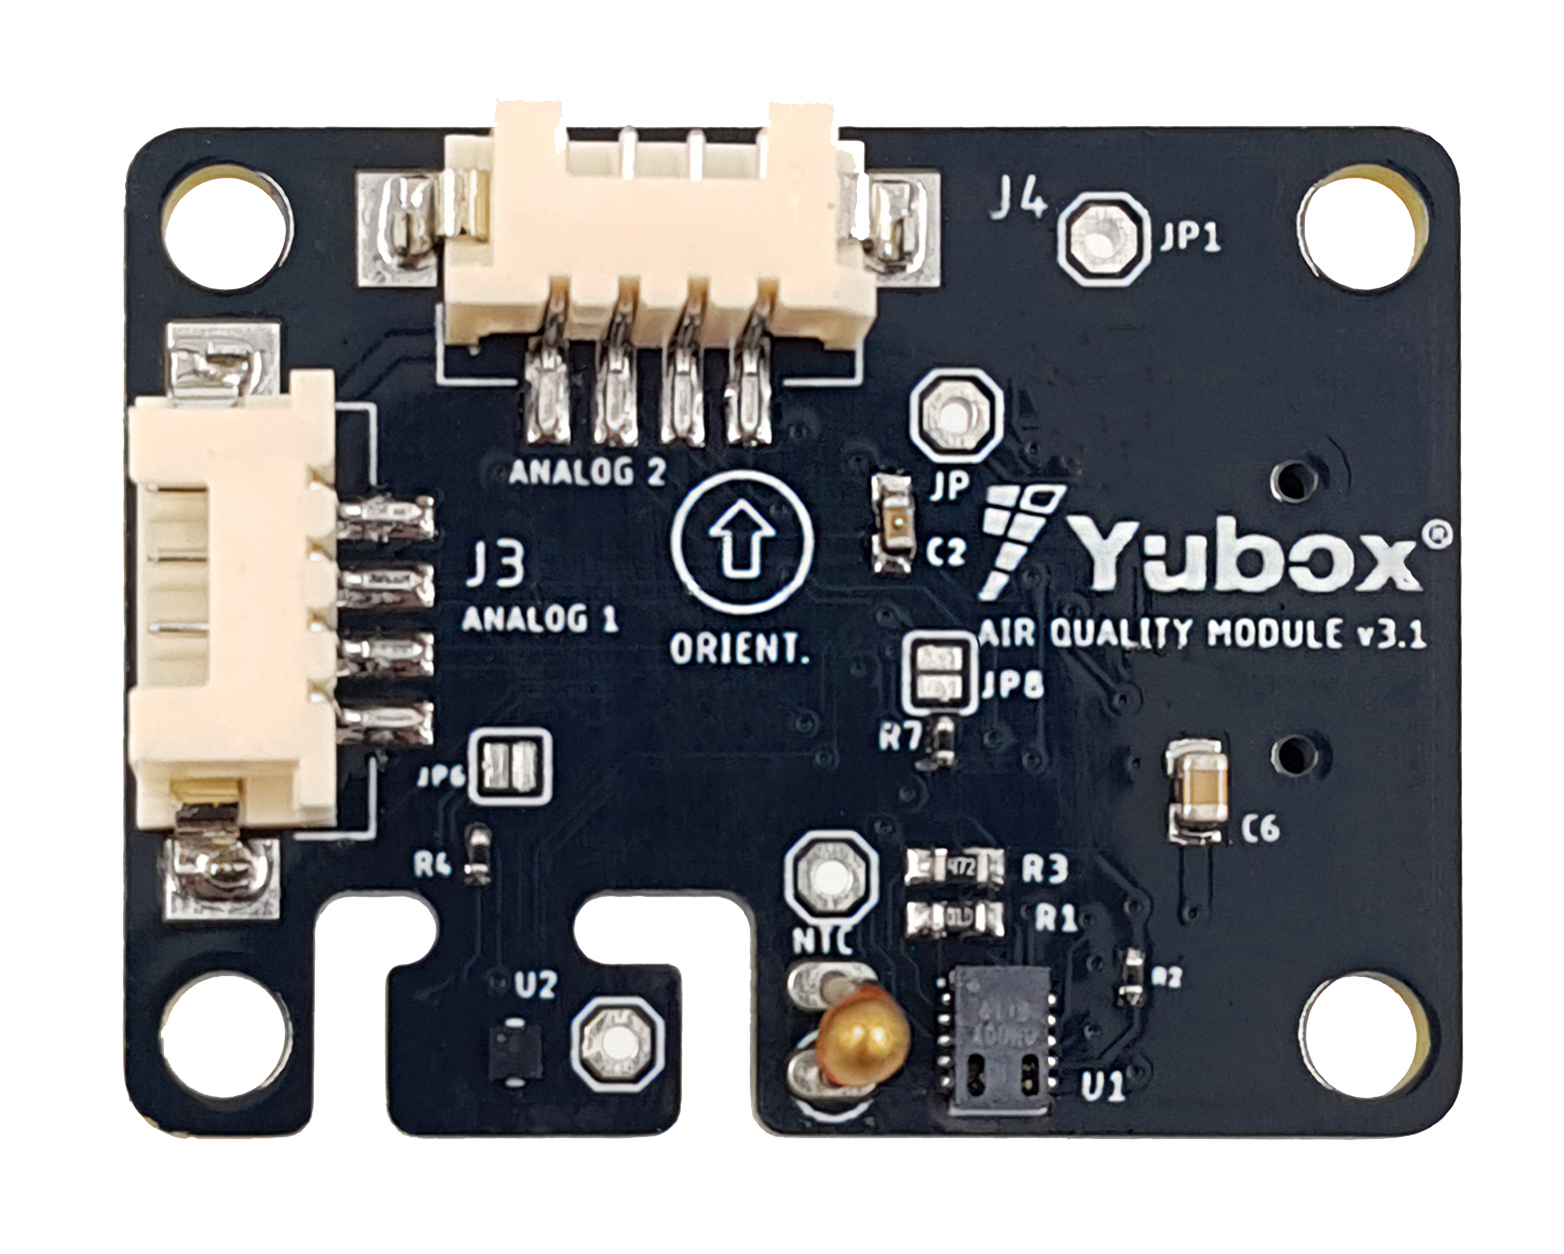 J4
JP1
ANALOG 2
JP
C2
Yubox®
J3
ANALOG 1
ORIENT.
AIR QUALITY MODULE v3.1
JP8
R7
JP6
C6
R4
472
R3
R1
NTC
R2
U2
U1